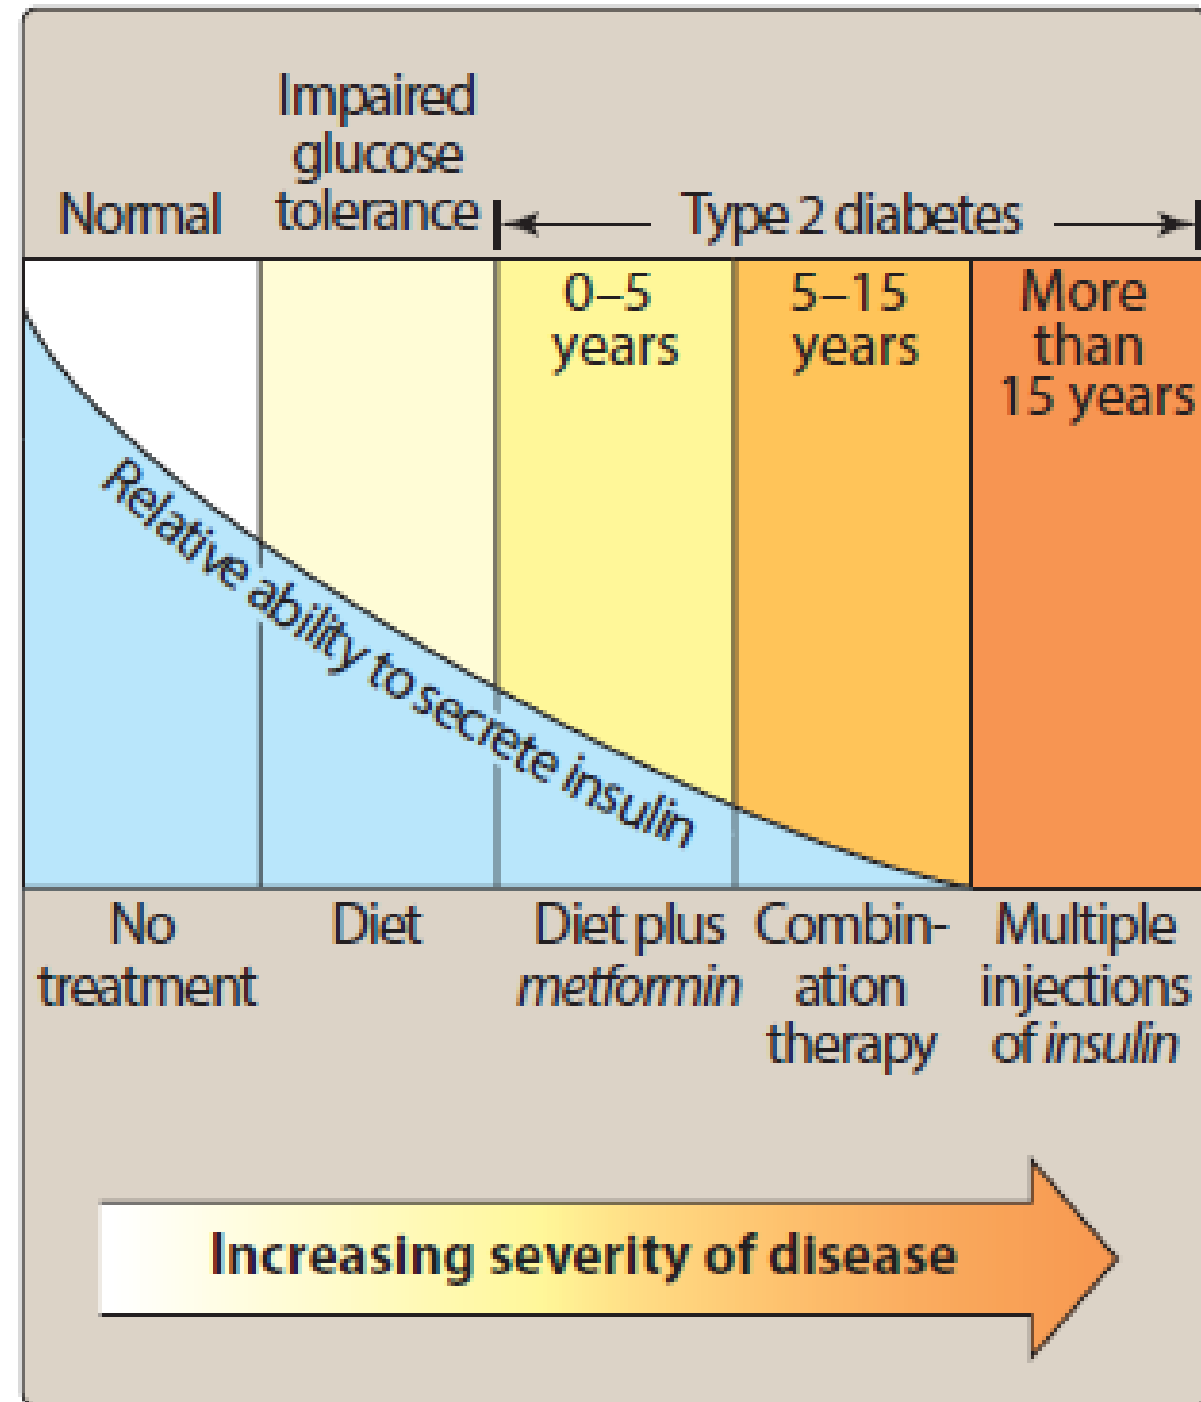 Impaired
glucose
tolerance
Normal
Type 2 diabetes
0–5
years
5–15
years
More
than
15 years
Relative ability to secrete insulin
No
treatment
Diet
Diet plus
metformin
Combin-
ation
therapy
Multiple
injections
of insulin
Increasing severity of disease